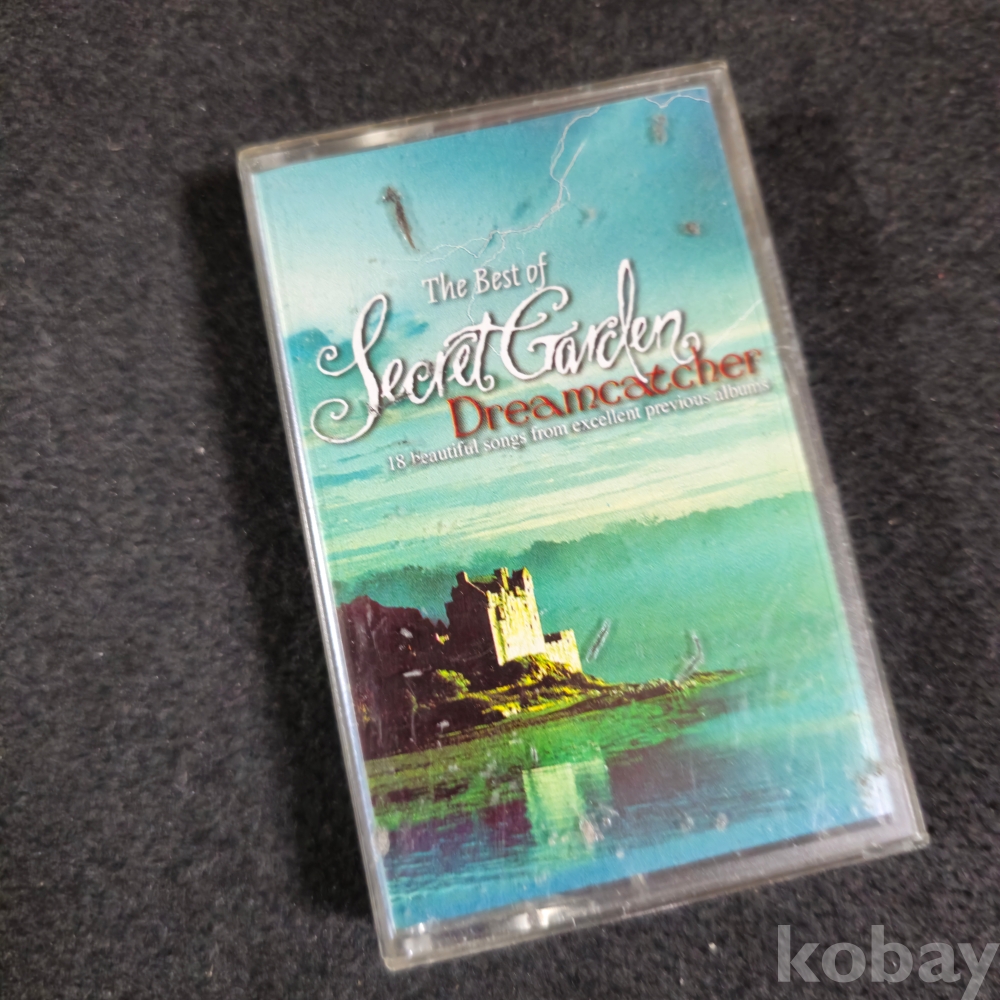 The Best of
Secret Garden
Dreamcatcher
18 beautiful songs from excellent previous albums
kobay